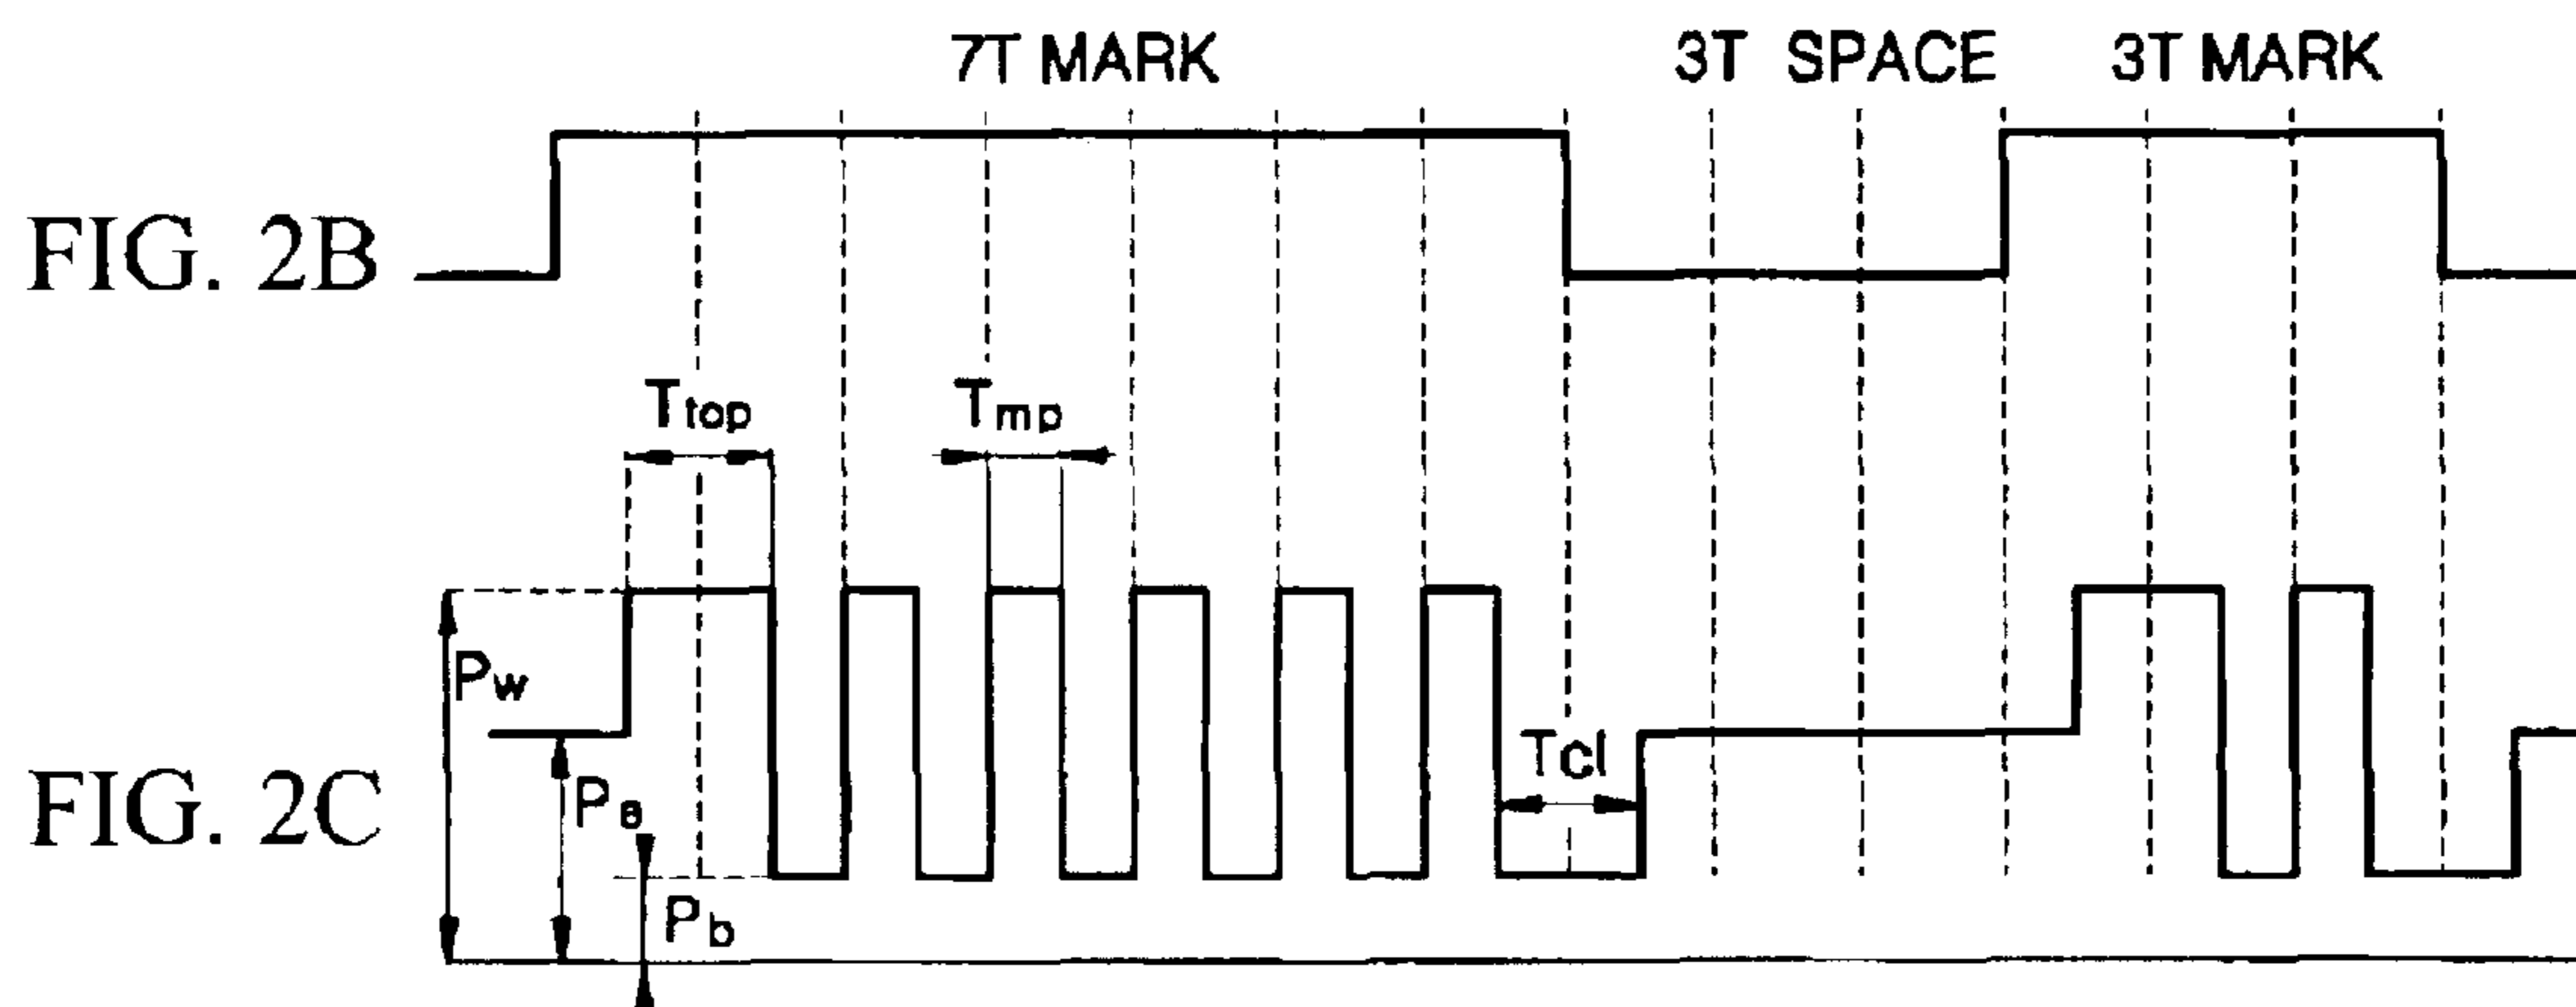 7T MARK 3T SPACE 3T MARK
FIG. 2B
Ttop Tmp
Pw
Tcl
FIG. 2C
Pe
Pb